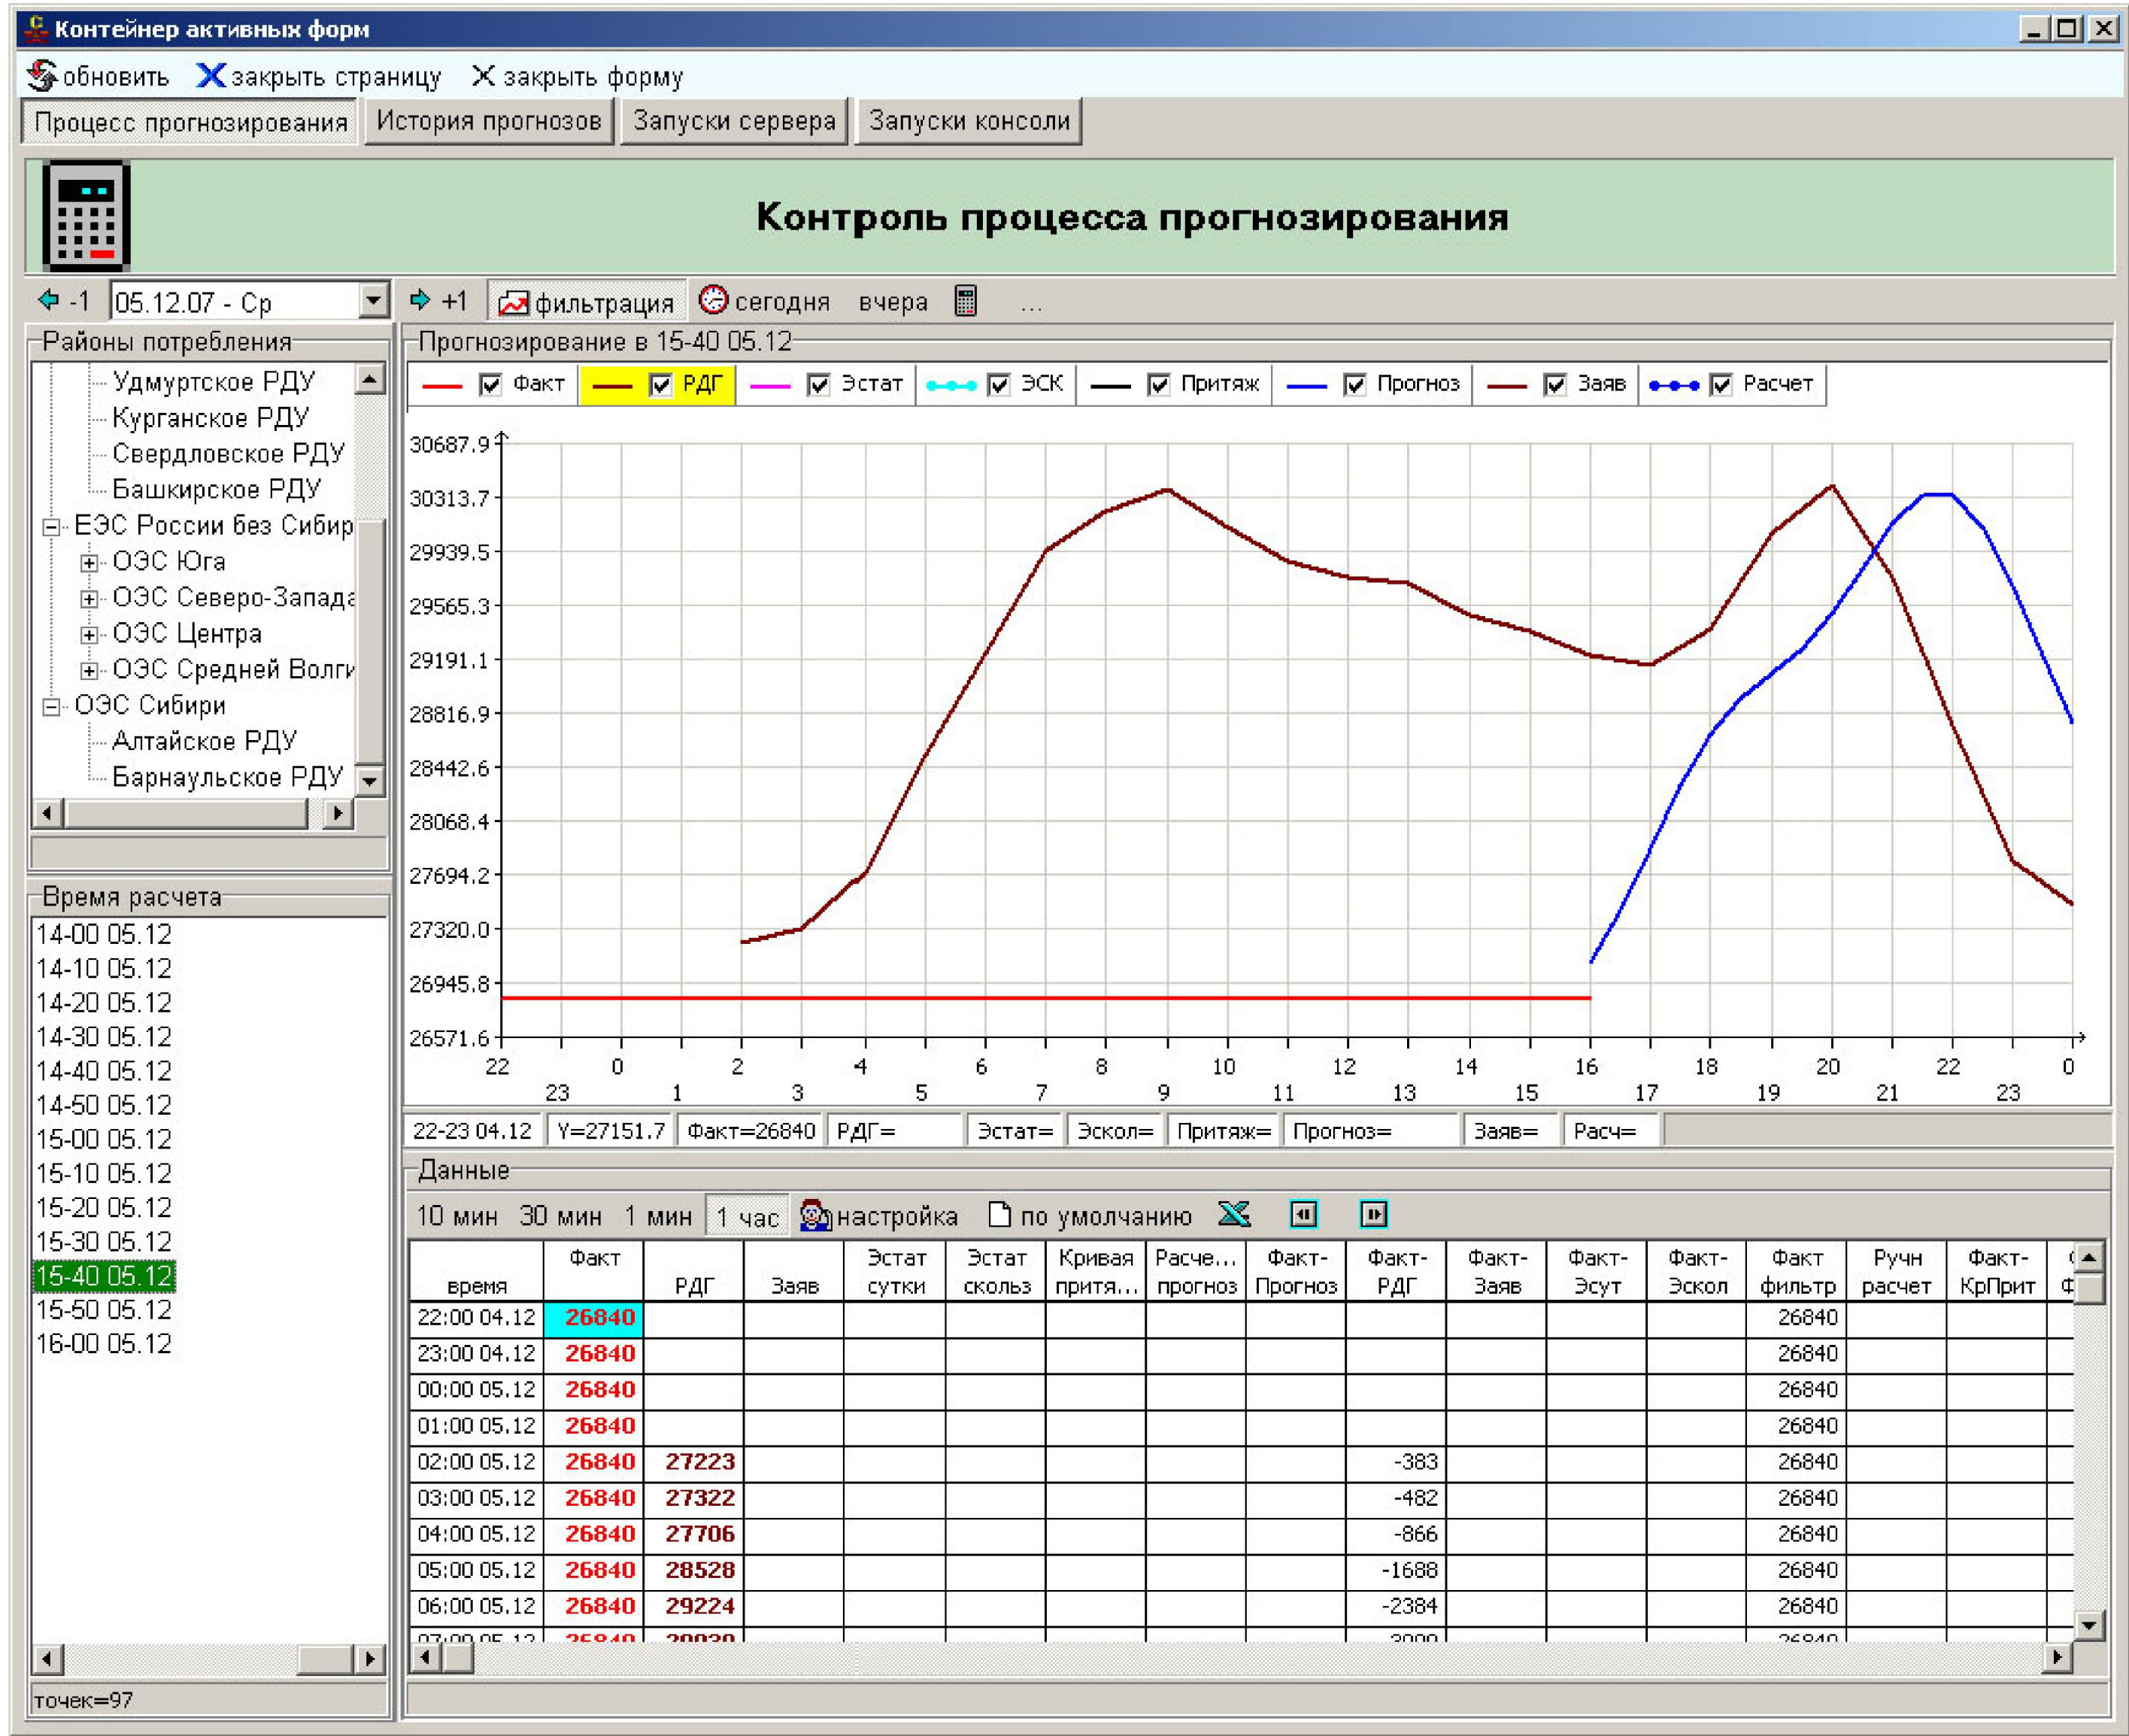 Контейнер активных форм
обновить закрыть страницу закрыть форму
Процесс прогнозирования История прогнозов Запуски сервера Запуски консоли
Контроль процесса прогнозирования
-1 05.12.07 - Ср +1 фильтрация сегодня вчера ...
Районы потребления
Удмуртское РДУ
Курганское РДУ
Свердловское РДУ
Башкирское РДУ
ЕЭС России без Сибир
ОЭС Юга
ОЭС Северо-Запада
ОЭС Центра
ОЭС Средней Волги
ОЭС Сибири
Алтайское РДУ
Барнаульское РДУ
Время расчета
14-00 05.12
14-10 05.12
14-20 05.12
14-30 05.12
14-40 05.12
14-50 05.12
15-00 05.12
15-10 05.12
15-20 05.12
15-30 05.12
15-40 05.12
15-50 05.12
16-00 05.12
точек=97
Прогнозирование в 15-40 05.12
Факт РДГ Эстат ЭСК Притяж Прогноз Заяв Расчет
30687.9
30313.7
29939.5
29565.3
29191.1
28816.9
28442.6
28068.4
27694.2
27320.0
26945.8
26571.6
22 0 2 4 6 8 10 12 14 16 18 20 22 0
23 1 3 5 7 9 11 13 15 17 19 21 23
22-23 04.12 Y=27151.7 Факт=26840 РДГ= Эстат= Эскол= Притяж= Прогноз= Заяв= Расч=
Данные
10 мин 30 мин 1 мин 1 час настройка по умолчанию
Факт Эстат Эстат Кривая Расче... Факт- Факт- Факт- Факт- Факт- Факт Ручн Факт-
время РДГ Заяв сутки скольз притя... прогноз Прогноз РДГ Заяв Эсут Эскол фильтр расчет КрПрит
22:00 04.12 26840 26840
23:00 04.12 26840 26840
00:00 05.12 26840 26840
01:00 05.12 26840 26840
02:00 05.12 26840 27223 -383 26840
03:00 05.12 26840 27322 -482 26840
04:00 05.12 26840 27706 -866 26840
05:00 05.12 26840 28528 -1688 26840
06:00 05.12 26840 29224 -2384 26840